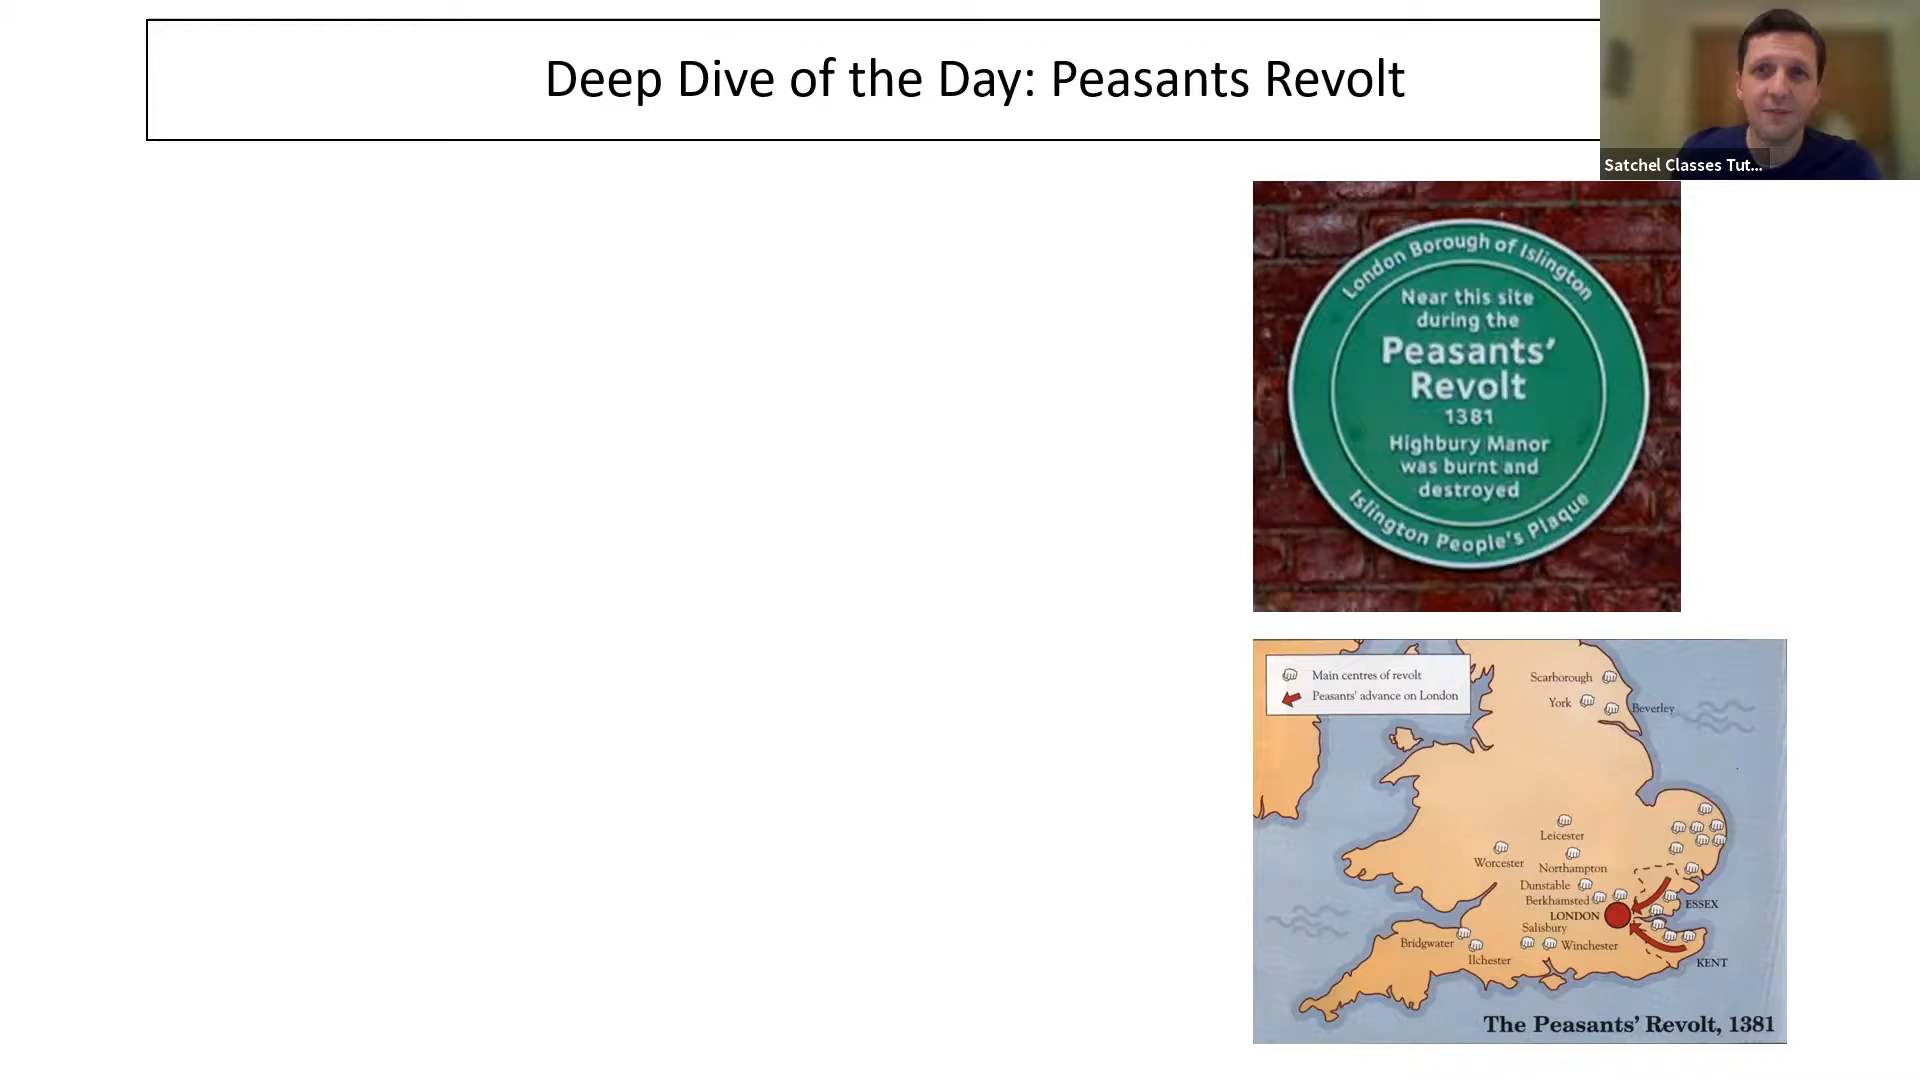 Deep Dive of the Day: Peasants Revolt
Satchel Classes Tut...
London Borough of Islington
Near this site
during the
Peasants'
Revolt
1381
Highbury Manor
was burnt and
destroyed
Islington People's Plaque
Main centres of revolt
Peasants' advance on London
Scarborough
York
Beverley
Leicester
Worcester
Northampton
Dunstable
Berkhamsted
ESSEX
LONDON
Salisbury
Bridgwater
Winchester
Ilchester
KENT
The Peasants' Revolt, 1381